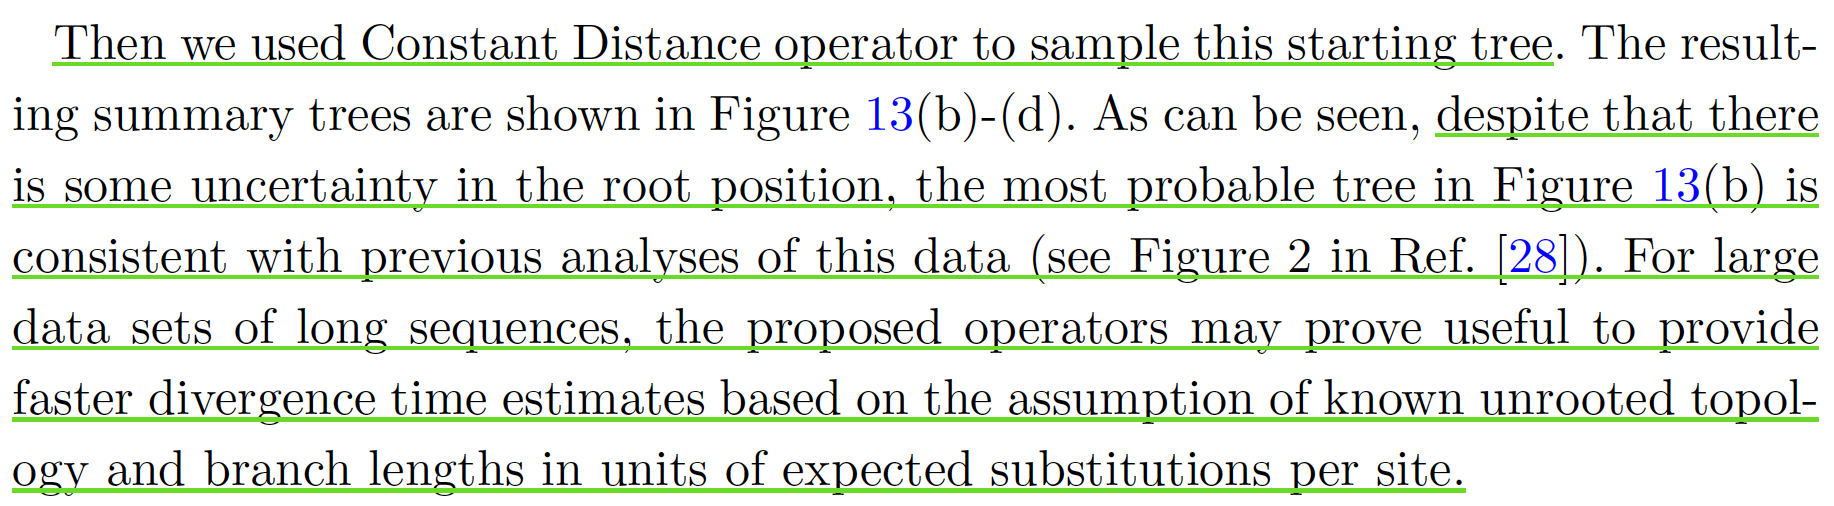 Then we used Constant Distance operator to sample this starting tree. The result-
ing summary trees are shown in Figure 13(b)-(d). As can be seen, despite that there
is some uncertainty in the root position, the most probable tree in Figure 13(b) is
consistent with previous analyses of this data (see Figure 2 in Ref. [28]). For large
data sets of long sequences, the proposed operators may prove useful to provide
faster divergence time estimates based on the assumption of known unrooted topol-
ogy and branch lengths in units of expected substitutions per site.